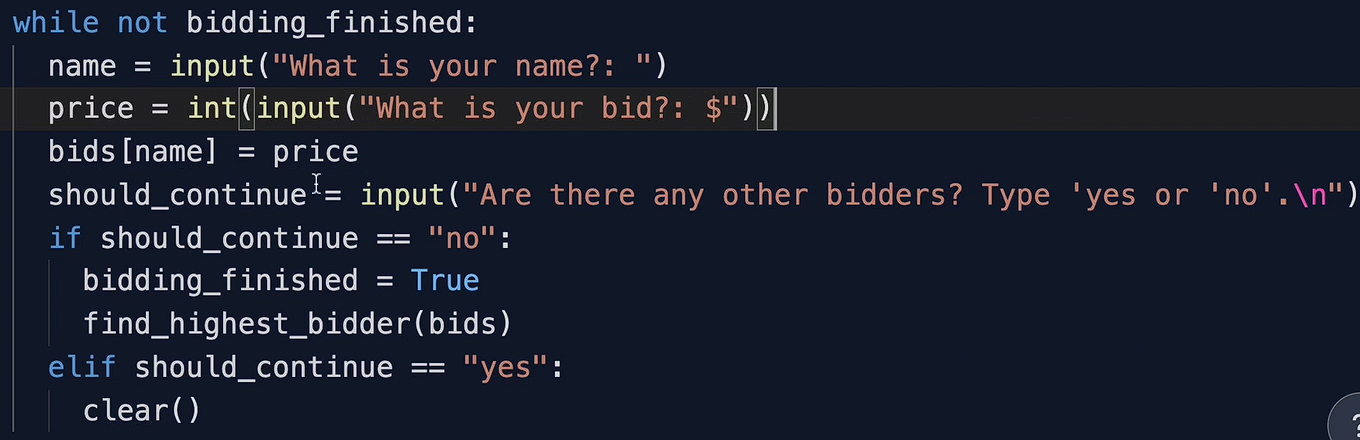 while not bidding_finished:
  name = input("What is your name?: ")
  price = int(input("What is your bid?: $"))
  bids[name] = price
  should_continue = input("Are there any other bidders? Type 'yes or 'no'.\n")
  if should_continue == "no":
    bidding_finished = True
    find_highest_bidder(bids)
  elif should_continue == "yes":
    clear()
?